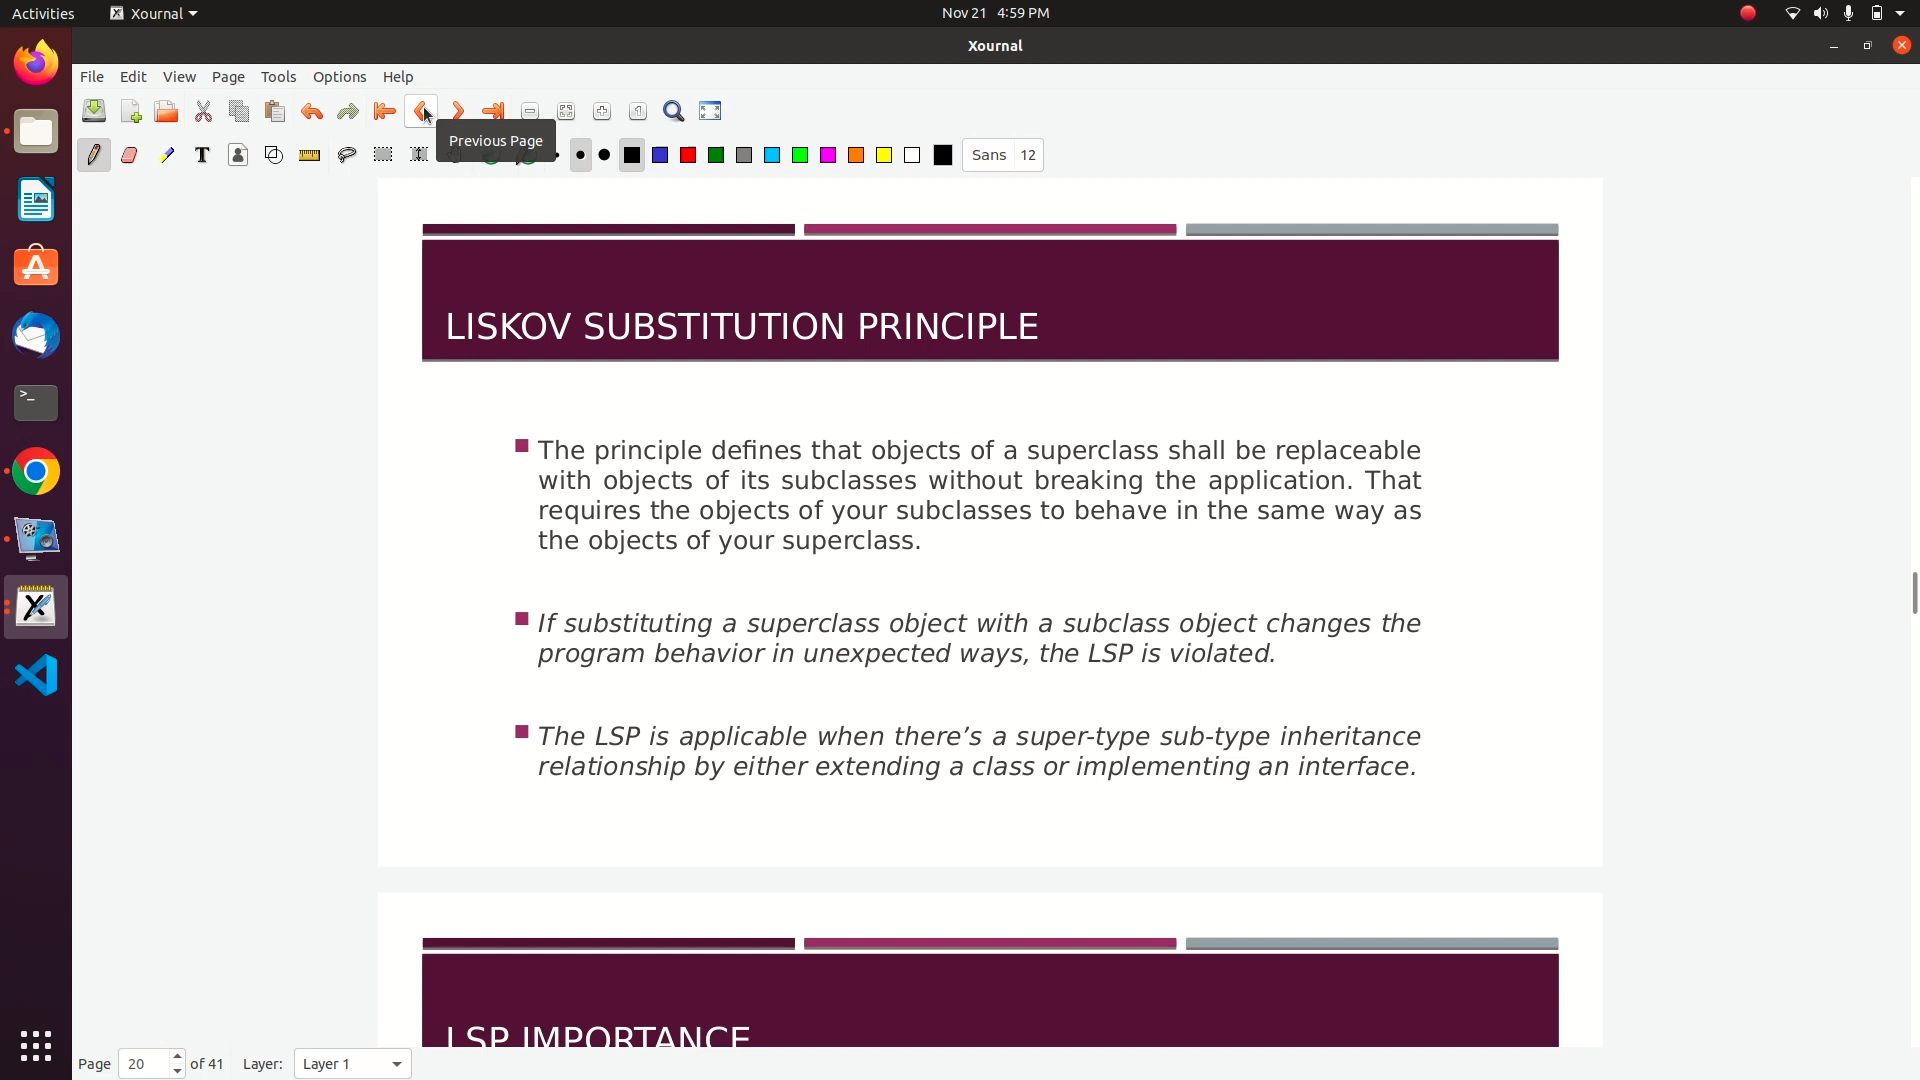 Activities Xournal Nov 21 4:59 PM
Xournal
File Edit View Page Tools Options Help
Previous Page
Sans 12
LISKOV SUBSTITUTION PRINCIPLE
The principle defines that objects of a superclass shall be replaceable
with objects of its subclasses without breaking the application. That
requires the objects of your subclasses to behave in the same way as
the objects of your superclass.
If substituting a superclass object with a subclass object changes the
program behavior in unexpected ways, the LSP is violated.
The LSP is applicable when there’s a super-type sub-type inheritance
relationship by either extending a class or implementing an interface.
LSP IMPORTANCE
Page 20 of 41 Layer: Layer 1